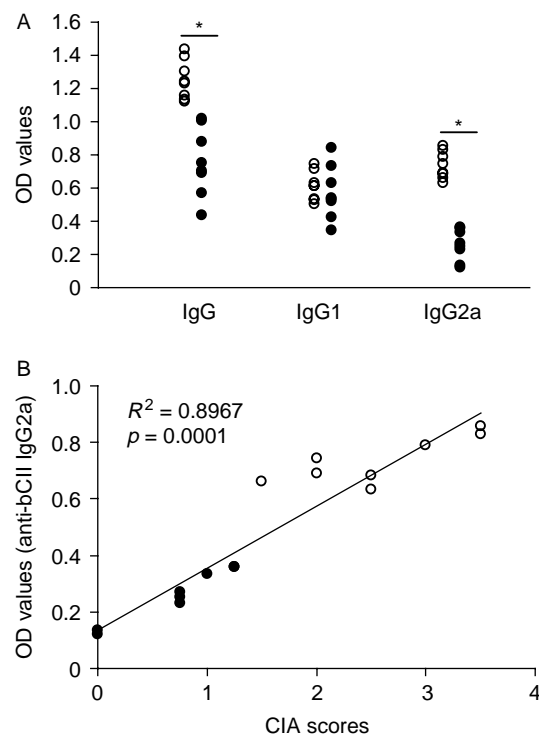 A
OD values
1.6
*
1.4
1.2
1.0
*
0.8
0.6
0.4
0.2
0
IgG IgG1 IgG2a
B
OD values (anti-bCII IgG2a)
1.0
R² = 0.8967
p = 0.0001
0.8
0.6
0.4
0.2
0
0 1 2 3 4
CIA scores